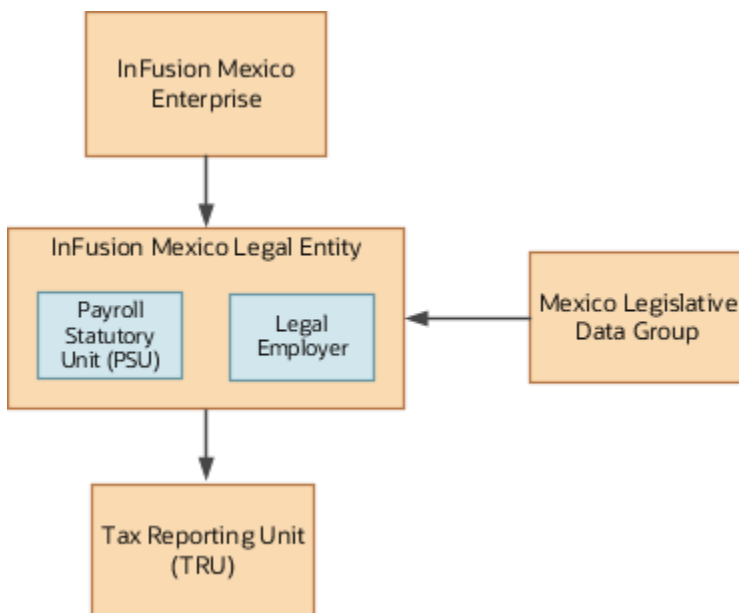 InFusion Mexico
Enterprise
InFusion Mexico Legal Entity
Payroll
Statutory
Unit (PSU)
Legal
Employer
Mexico Legislative
Data Group
Tax Reporting Unit
(TRU)